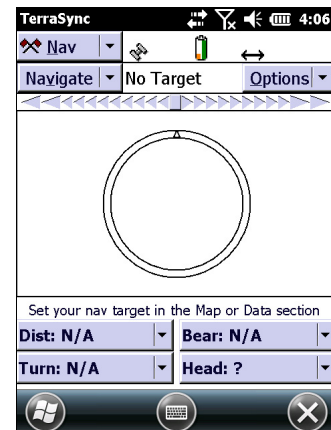 TerraSync 4:06
Nav
Navigate No Target Options
Set your nav target in the Map or Data section
Dist: N/A Bear: N/A
Turn: N/A Head: ?